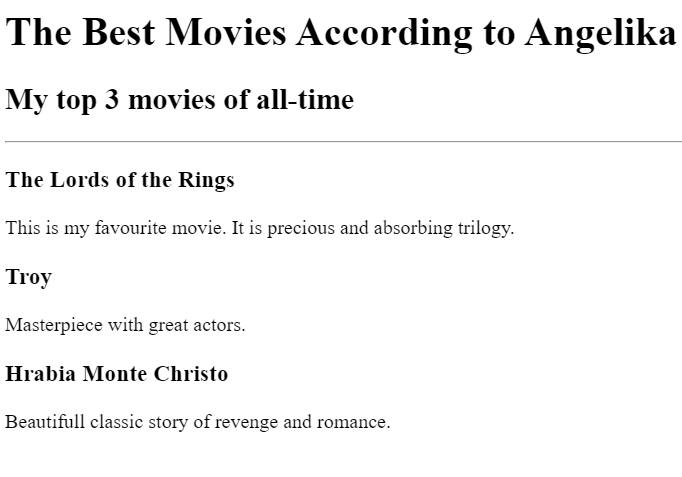 The Best Movies According to Angelika
My top 3 movies of all-time
The Lords of the Rings
This is my favourite movie. It is precious and absorbing trilogy.
Troy
Masterpiece with great actors.
Hrabia Monte Christo
Beautifull classic story of revenge and romance.